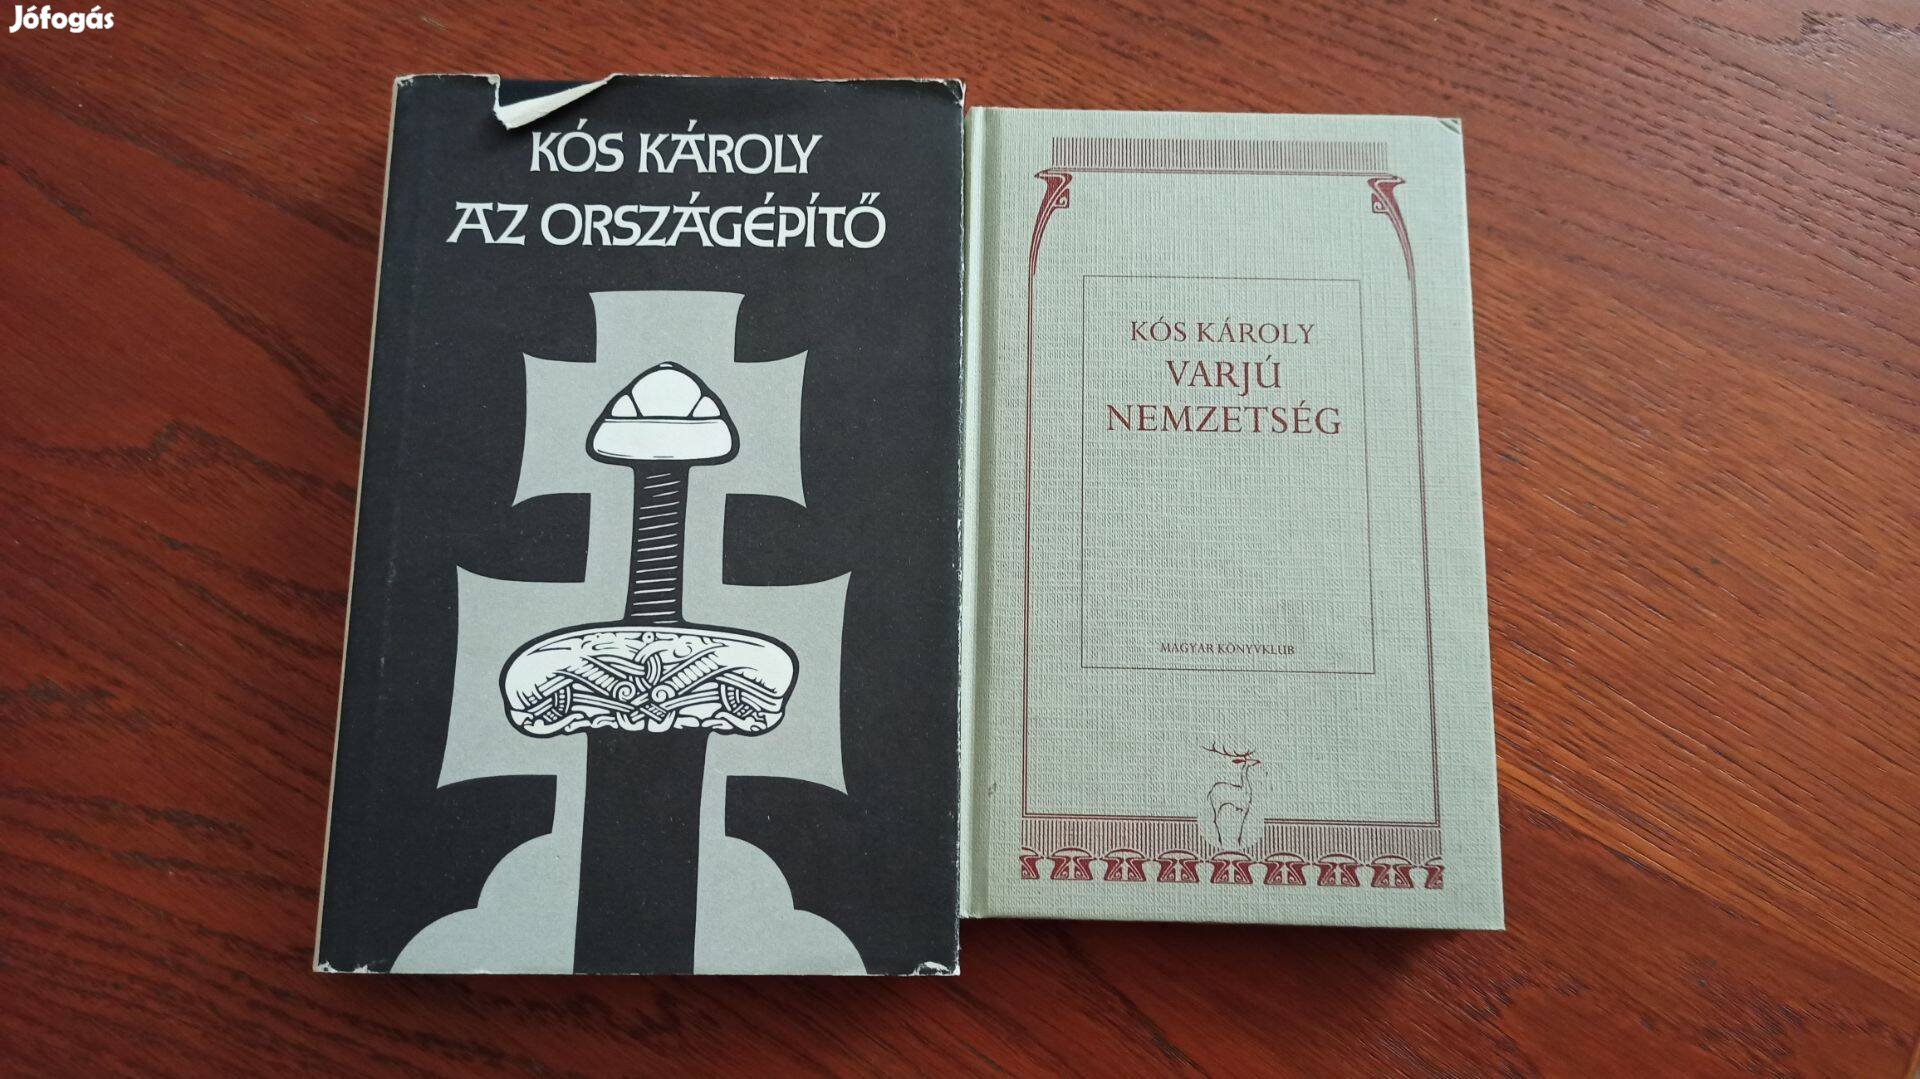 Jófogás
KÓS KÁROLY
AZ ORSZÁGÉPÍTŐ
KÓS KÁROLY
VARJÚ
NEMZETSÉG
MAGYAR KÖNYVKLUB